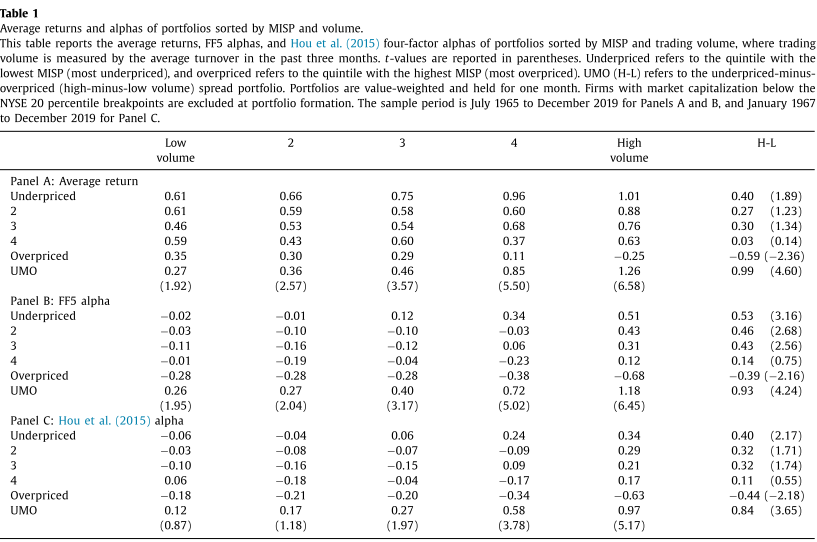 Table 1
Average returns and alphas of portfolios sorted by MISP and volume.
This table reports the average returns, FF5 alphas, and Hou et al. (2015) four-factor alphas of portfolios sorted by MISP and trading volume, where trading
volume is measured by the average turnover in the past three months. t-values are reported in parentheses. Underpriced refers to the quintile with the
lowest MISP (most underpriced), and overpriced refers to the quintile with the highest MISP (most overpriced). UMO (H-L) refers to the underpriced-minus-
overpriced (high-minus-low volume) spread portfolio. Portfolios are value-weighted and held for one month. Firms with market capitalization below the
NYSE 20 percentile breakpoints are excluded at portfolio formation. The sample period is July 1965 to December 2019 for Panels A and B, and January 1967
to December 2019 for Panel C.
Low 2 3 4 High H-L
volume volume
Panel A: Average return
Underpriced 0.61 0.66 0.75 0.96 1.01 0.40 (1.89)
2 0.61 0.59 0.58 0.60 0.88 0.27 (1.23)
3 0.46 0.53 0.54 0.68 0.76 0.30 (1.34)
4 0.59 0.43 0.60 0.37 0.63 0.03 (0.14)
Overpriced 0.35 0.30 0.29 0.11 −0.25 −0.59 (−2.36)
UMO 0.27 0.36 0.46 0.85 1.26 0.99 (4.60)
(1.92) (2.57) (3.57) (5.50) (6.58)
Panel B: FF5 alpha
Underpriced −0.02 −0.01 0.12 0.34 0.51 0.53 (3.16)
2 −0.03 −0.10 −0.10 −0.03 0.43 0.46 (2.68)
3 −0.11 −0.16 −0.12 0.06 0.31 0.43 (2.56)
4 −0.01 −0.19 −0.04 −0.23 0.12 0.14 (0.75)
Overpriced −0.28 −0.28 −0.28 −0.38 −0.68 −0.39 (−2.16)
UMO 0.26 0.27 0.40 0.72 1.18 0.93 (4.24)
(1.95) (2.04) (3.17) (5.02) (6.45)
Panel C: Hou et al. (2015) alpha
Underpriced −0.06 −0.04 0.06 0.24 0.34 0.40 (2.17)
2 −0.03 −0.08 −0.07 −0.09 0.29 0.32 (1.71)
3 −0.10 −0.16 −0.15 0.09 0.21 0.32 (1.74)
4 0.06 −0.18 −0.04 −0.17 0.17 0.11 (0.55)
Overpriced −0.18 −0.21 −0.20 −0.34 −0.63 −0.44 (−2.18)
UMO 0.12 0.17 0.27 0.58 0.97 0.84 (3.65)
(0.87) (1.18) (1.97) (3.78) (5.17)